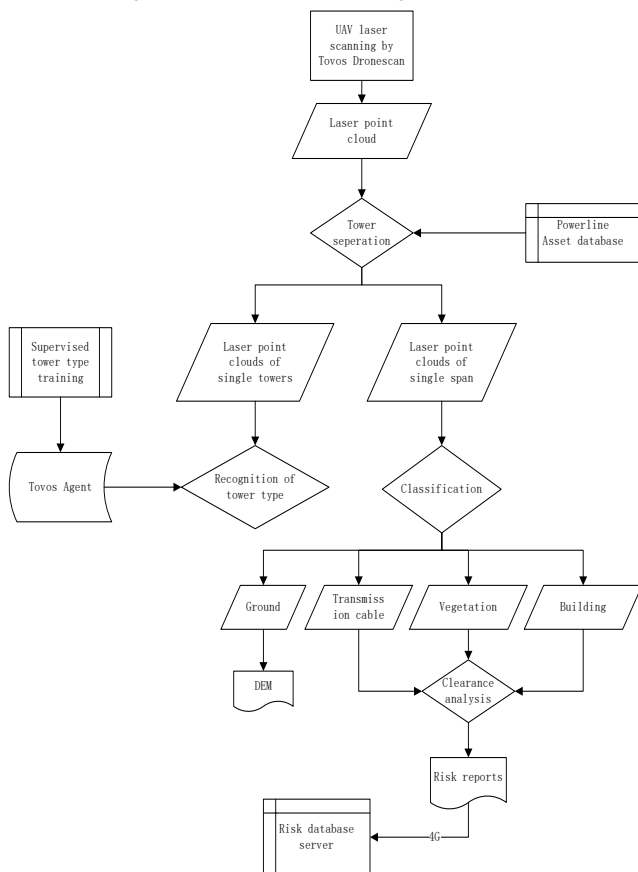 UAV laser
scanning by
Tovos Dronescan
Laser point
cloud
Tower
seperation
Powerline
Asset database
Supervised
tower type
training
Laser point
clouds of
single towers
Laser point
clouds of
single span
Tovos Agent
Recognition of
tower type
Classification
Ground
Transmiss
ion cable
Vegetation
Building
DEM
Clearance
analysis
Risk reports
Risk database
server
4G